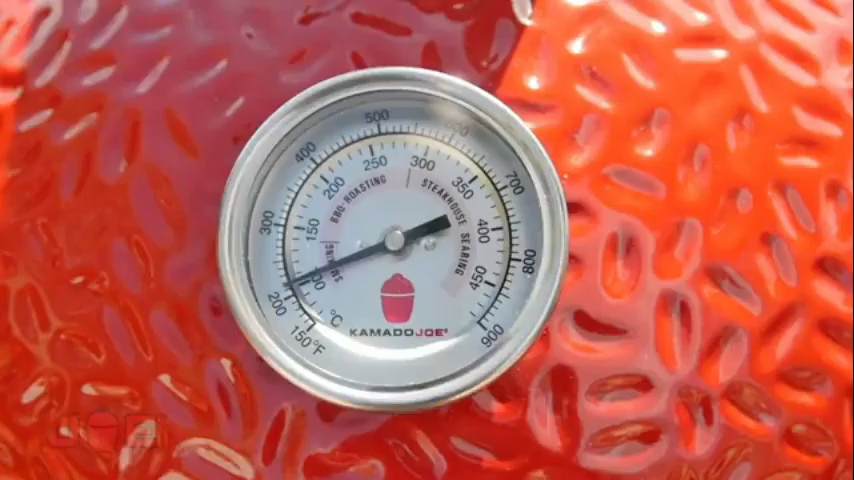 500
400
600
700
300
800
200
150°F
900
250
300
200
350
150
400
100
450
°C
BBQ-ROASTING
STEAKHOUSE SEARING
SMOKING
KAMADOJOE®